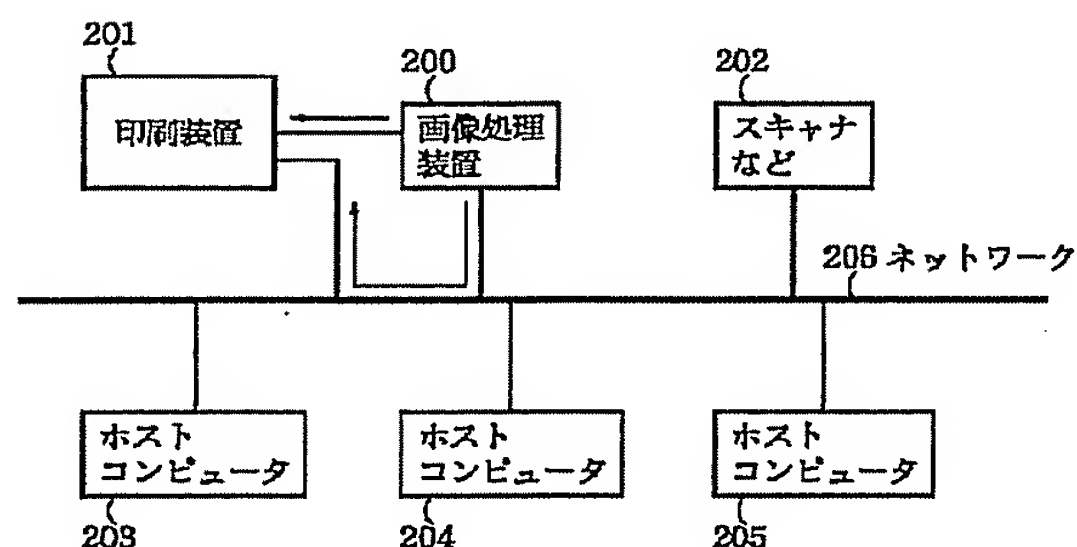 201
印刷装置
200
画像処理
装置
202
スキャナ
など
206 ネットワーク
ホスト
コンピュータ
203
ホスト
コンピュータ
204
ホスト
コンピュータ
205